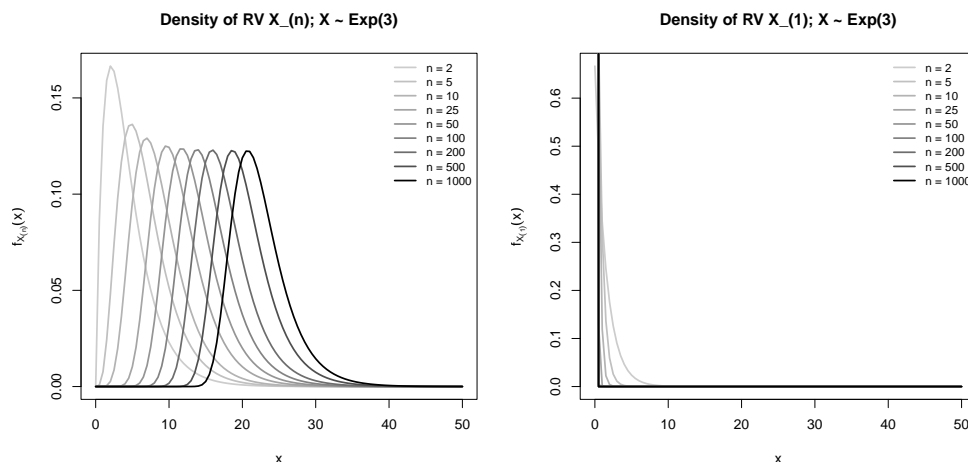 Density of RV X_(n); X ~ Exp(3)
f_{X_(n)}(x)
0.15
0.10
0.05
0.00
n = 2
n = 5
n = 10
n = 25
n = 50
n = 100
n = 200
n = 500
n = 1000
0 10 20 30 40 50
x
Density of RV X_(1); X ~ Exp(3)
f_{X_(1)}(x)
0.6
0.5
0.4
0.3
0.2
0.1
0.0
n = 2
n = 5
n = 10
n = 25
n = 50
n = 100
n = 200
n = 500
n = 1000
0 10 20 30 40 50
x